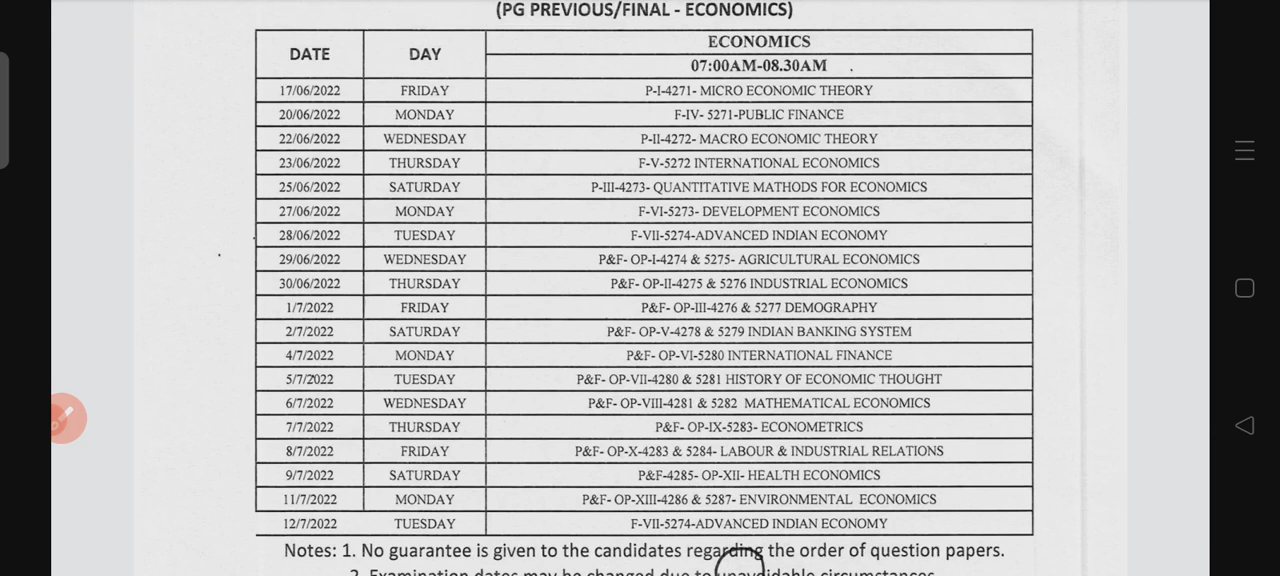 (PG PREVIOUS/FINAL - ECONOMICS)
DATE DAY ECONOMICS
07:00AM-08.30AM
17/06/2022 FRIDAY P-I-4271- MICRO ECONOMIC THEORY
20/06/2022 MONDAY F-IV- 5271-PUBLIC FINANCE
22/06/2022 WEDNESDAY P-II-4272- MACRO ECONOMIC THEORY
23/06/2022 THURSDAY F-V-5272 INTERNATIONAL ECONOMICS
25/06/2022 SATURDAY P-III-4273- QUANTITATIVE MATHODS FOR ECONOMICS
27/06/2022 MONDAY F-VI-5273- DEVELOPMENT ECONOMICS
28/06/2022 TUESDAY F-VII-5274-ADVANCED INDIAN ECONOMY
29/06/2022 WEDNESDAY P&F- OP-I-4274 & 5275- AGRICULTURAL ECONOMICS
30/06/2022 THURSDAY P&F- OP-II-4275 & 5276 INDUSTRIAL ECONOMICS
1/7/2022 FRIDAY P&F- OP-III-4276 & 5277 DEMOGRAPHY
2/7/2022 SATURDAY P&F- OP-V-4278 & 5279 INDIAN BANKING SYSTEM
4/7/2022 MONDAY P&F- OP-VI-5280 INTERNATIONAL FINANCE
5/7/2022 TUESDAY P&F- OP-VII-4280 & 5281 HISTORY OF ECONOMIC THOUGHT
6/7/2022 WEDNESDAY P&F- OP-VIII-4281 & 5282 MATHEMATICAL ECONOMICS
7/7/2022 THURSDAY P&F- OP-IX-5283- ECONOMETRICS
8/7/2022 FRIDAY P&F- OP-X-4283 & 5284- LABOUR & INDUSTRIAL RELATIONS
9/7/2022 SATURDAY P&F-4285- OP-XII- HEALTH ECONOMICS
11/7/2022 MONDAY P&F- OP-XIII-4286 & 5287- ENVIRONMENTAL ECONOMICS
12/7/2022 TUESDAY F-VII-5274-ADVANCED INDIAN ECONOMY
Notes: 1. No guarantee is given to the candidates regarding the order of question papers.
2. Examination dates may be changed due to unavoidable circumstances